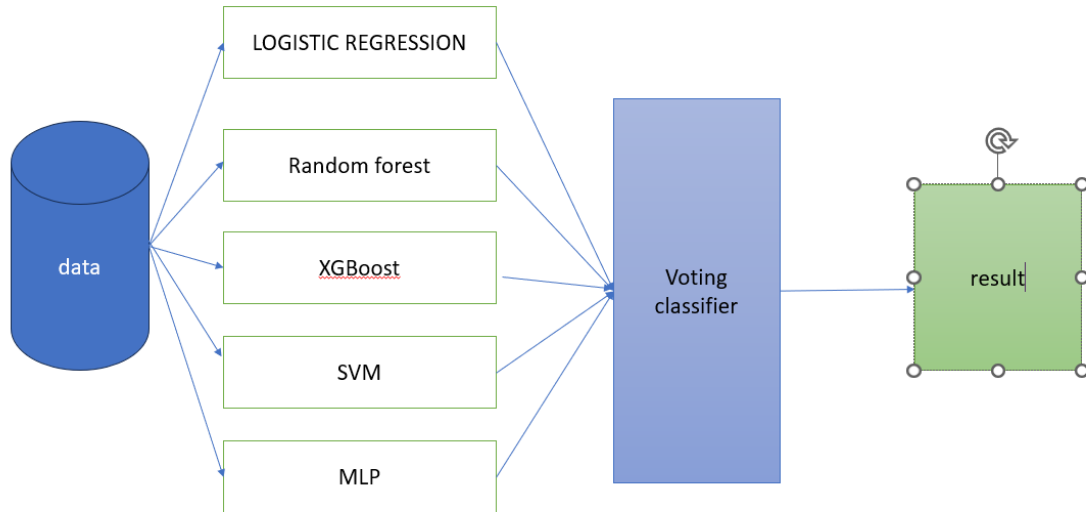 LOGISTIC REGRESSION
Random forest
XGBoost
data
SVM
MLP
Voting
classifier
result